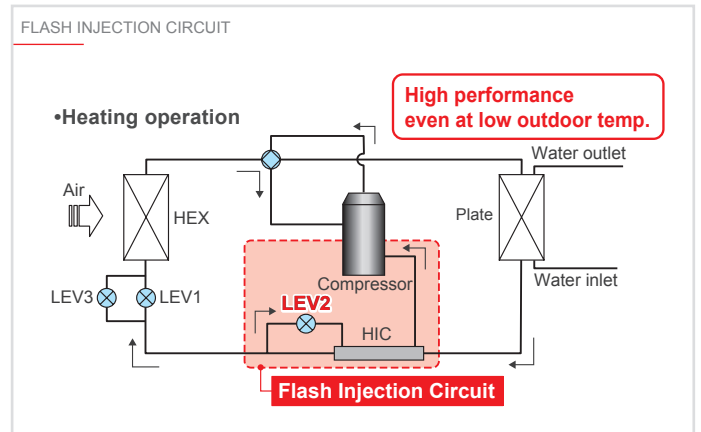 FLASH INJECTION CIRCUIT
High performance
even at low outdoor temp.
•Heating operation
Water outlet
Air
HEX
Plate
Compressor
Water inlet
LEV3
LEV1
LEV2
HIC
Flash Injection Circuit